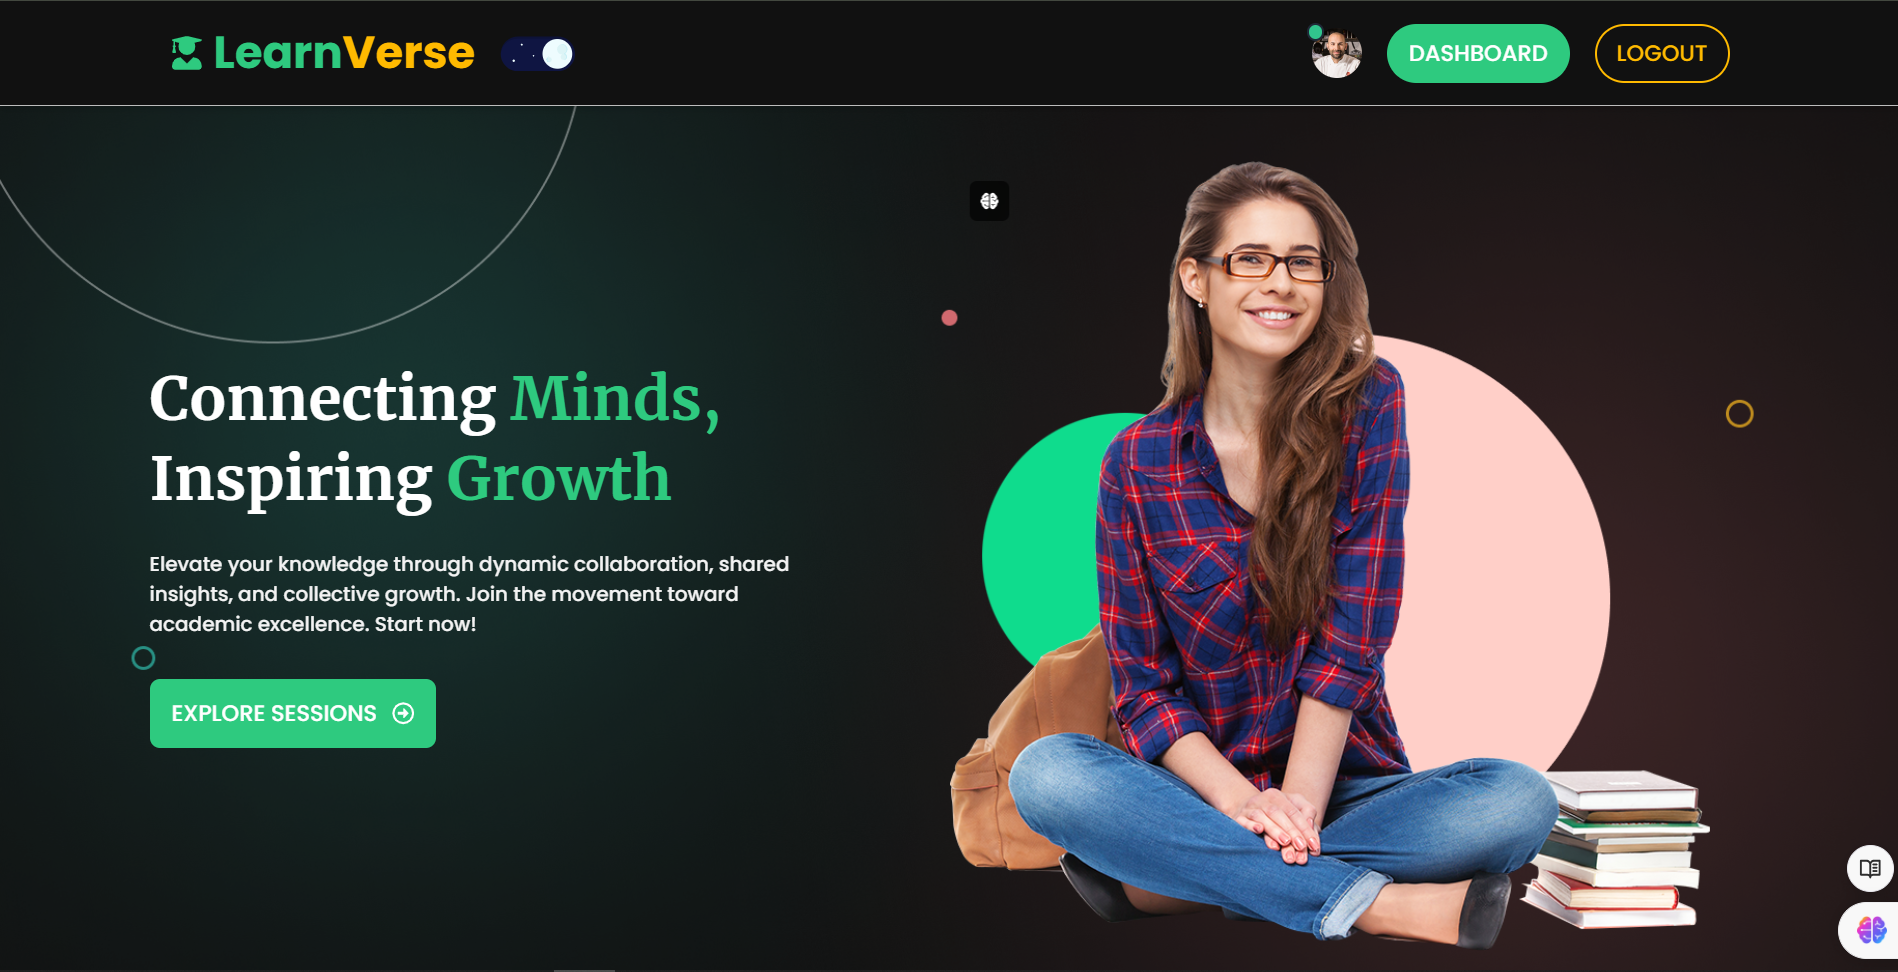 LearnVerse
DASHBOARD
LOGOUT
Connecting Minds,
Inspiring Growth
Elevate your knowledge through dynamic collaboration, shared
insights, and collective growth. Join the movement toward
academic excellence. Start now!
EXPLORE SESSIONS